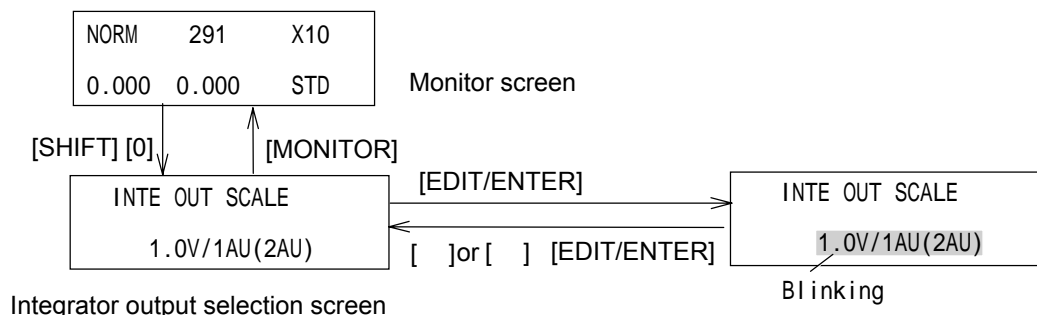 NORM 291 X10
0.000 0.000 STD
Monitor screen
[SHIFT] [0]
[MONITOR]
INTE OUT SCALE
1.0V/1AU(2AU)
[EDIT/ENTER]
[ ]or [ ] [EDIT/ENTER]
INTE OUT SCALE
1.0V/1AU(2AU)
Blinking
Integrator output selection screen